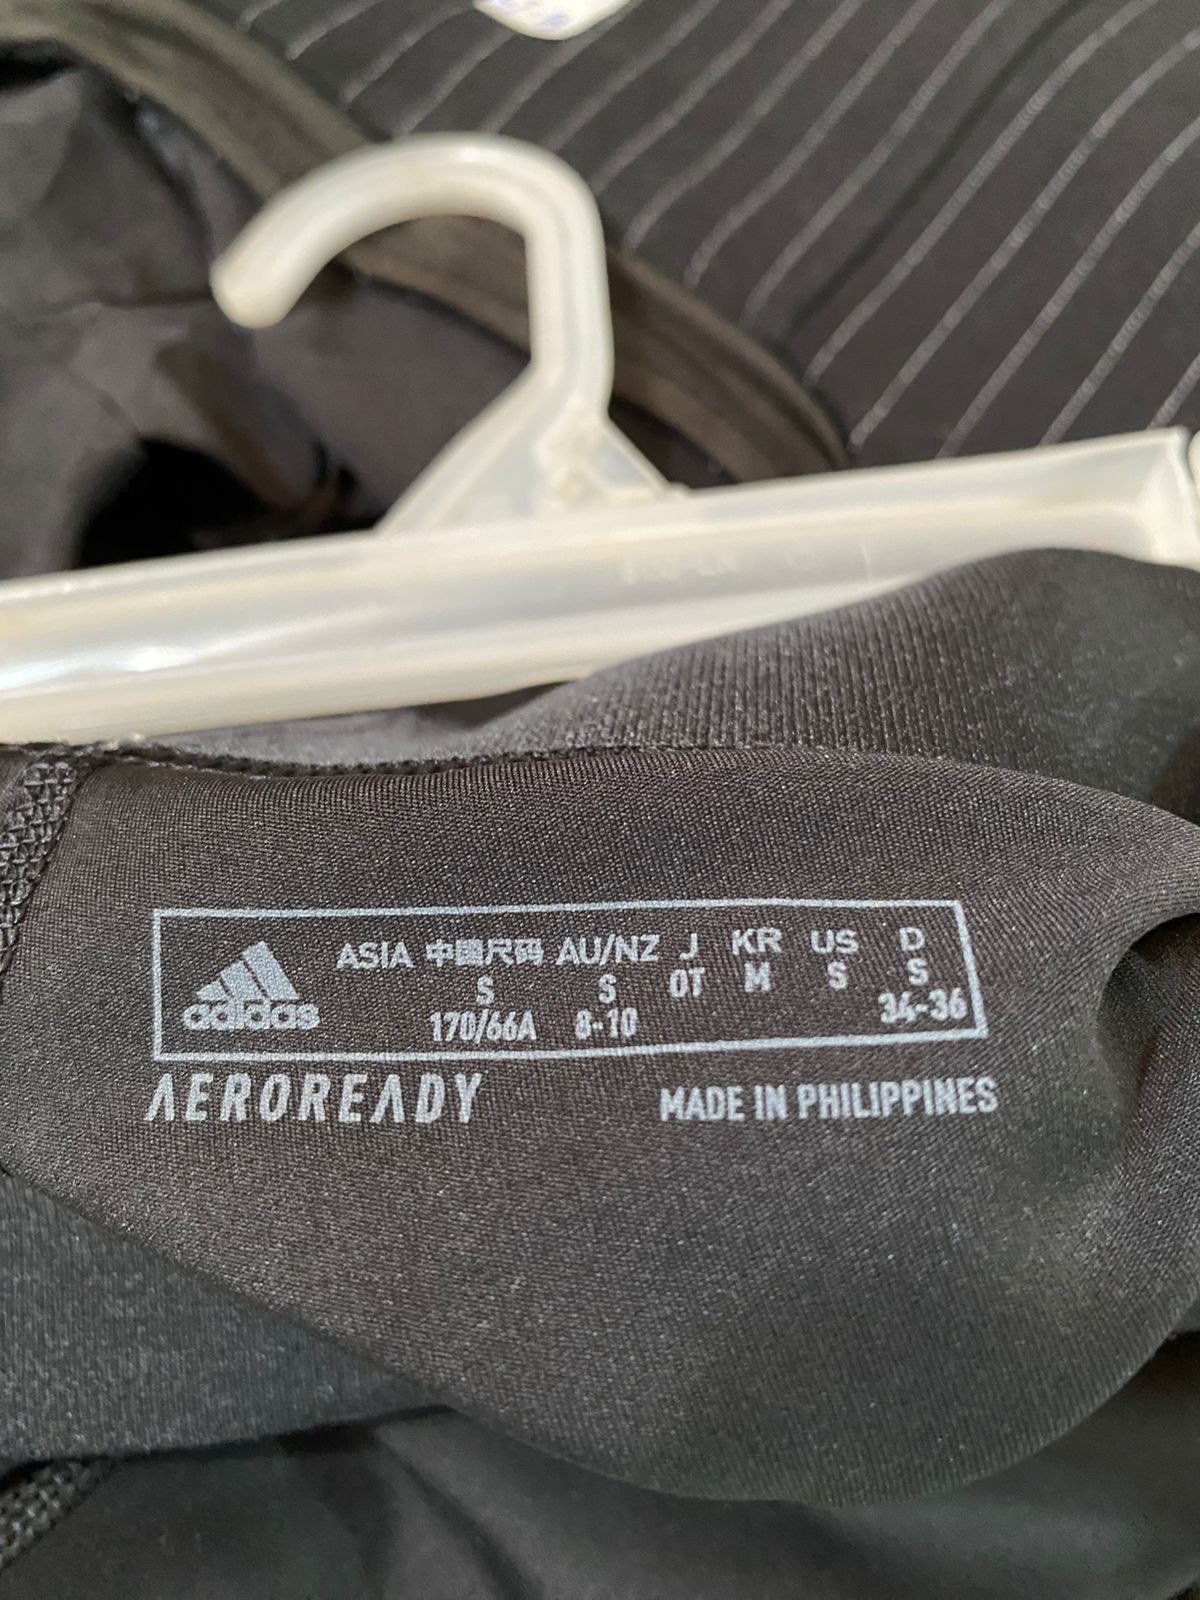 ASIA 中國尺码 AU/NZ J KR US D
S S OT M S S
adidas 170/66A 8-10 34-36
AEROREADY MADE IN PHILIPPINES